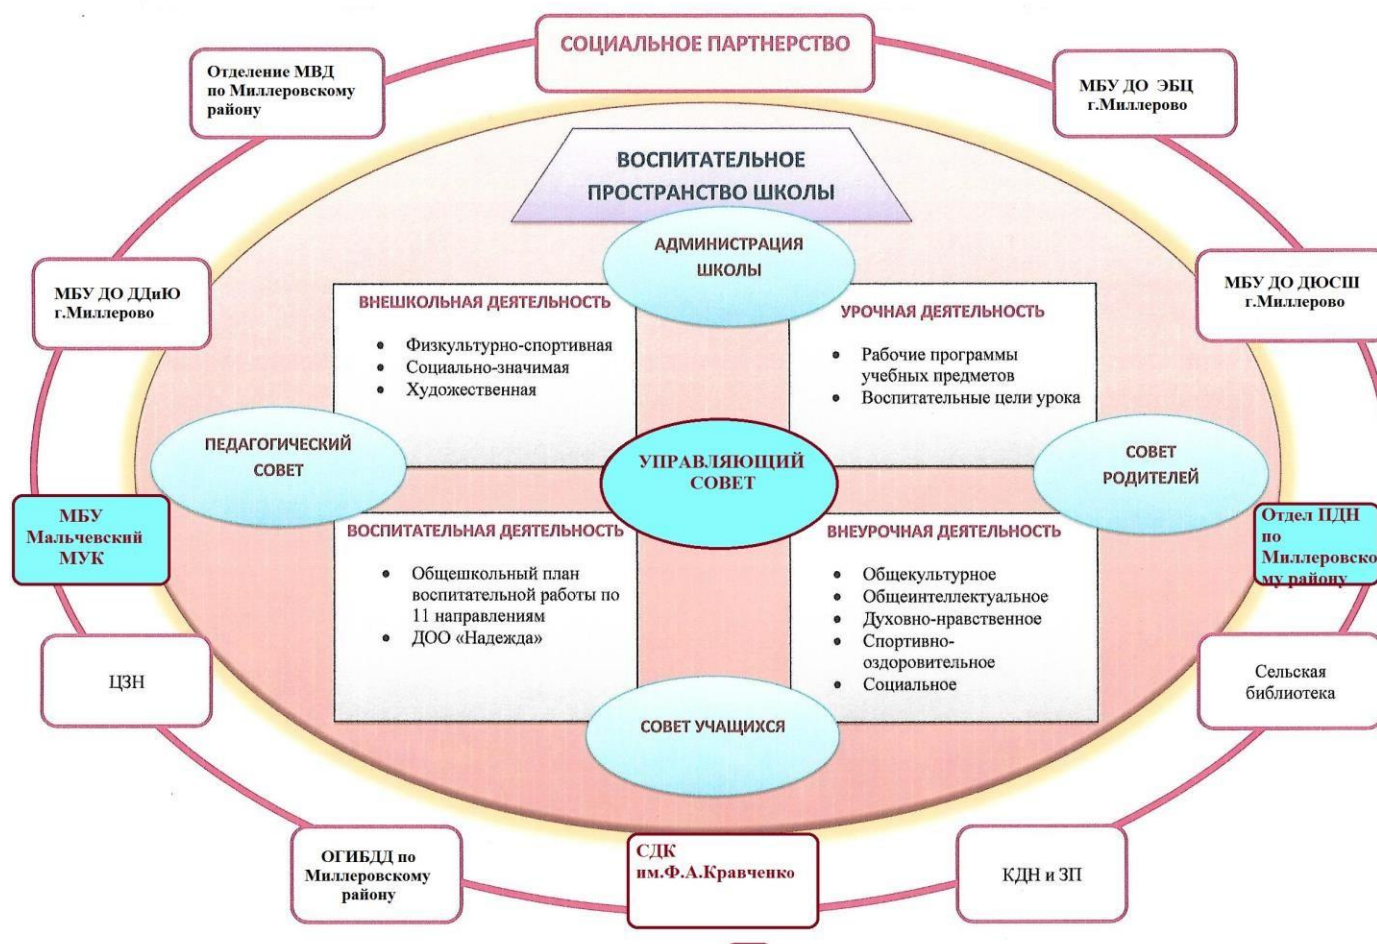 СОЦИАЛЬНОЕ ПАРТНЕРСТВО
Отделение МВД
по Миллеровскому
району
МБУ ДО ЭБЦ
г.Миллерово
ВОСПИТАТЕЛЬНОЕ
ПРОСТРАНСТВО ШКОЛЫ
АДМИНИСТРАЦИЯ
ШКОЛЫ
МБУ ДО ДДиЮ
г.Миллерово
МБУ ДО ДЮСШ
г.Миллерово
ВНЕШКОЛЬНАЯ ДЕЯТЕЛЬНОСТЬ
• Физкультурно-спортивная
• Социально-значимая
• Художественная
УРОЧНАЯ ДЕЯТЕЛЬНОСТЬ
• Рабочие программы
учебных предметов
• Воспитательные цели урока
ПЕДАГОГИЧЕСКИЙ
СОВЕТ
УПРАВЛЯЮЩИЙ
СОВЕТ
СОВЕТ
РОДИТЕЛЕЙ
МБУ
Мальчевский
МУК
Отдел ПДН
по
Миллеровско
му району
ВОСПИТАТЕЛЬНАЯ ДЕЯТЕЛЬНОСТЬ
• Общешкольный план
воспитательной работы по
11 направлениям
• ДОО «Надежда»
ВНЕУРОЧНАЯ ДЕЯТЕЛЬНОСТЬ
• Общекультурное
• Общеинтеллектуальное
• Духовно-нравственное
• Спортивно-
оздоровительное
• Социальное
ЦЗН
Сельская
библиотека
СОВЕТ УЧАЩИХСЯ
ОГИБДД по
Миллеровскому
району
СДК
им.Ф.А.Кравченко
КДН и ЗП